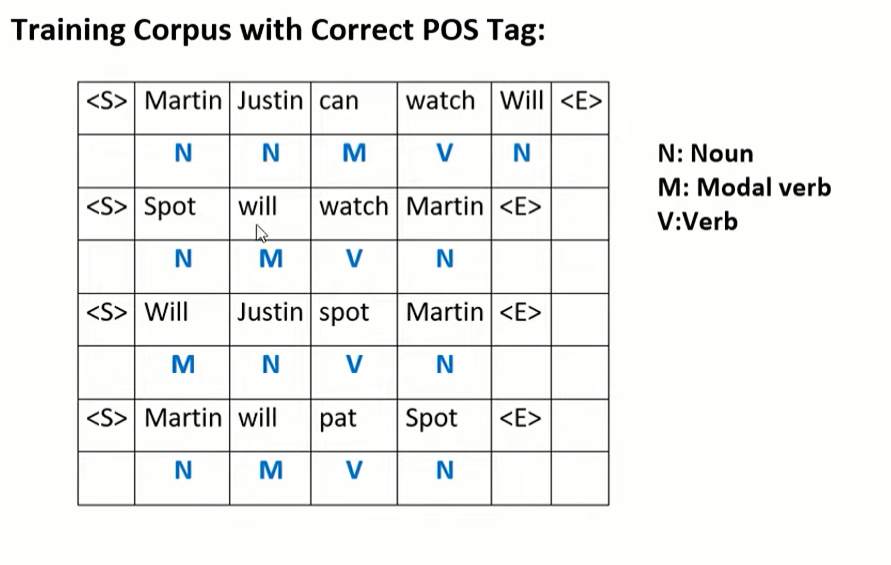 Training Corpus with Correct POS Tag:
<S> Martin Justin can watch Will <E>
N N M V N
<S> Spot will watch Martin <E>
N M V N
<S> Will Justin spot Martin <E>
M N V N
<S> Martin will pat Spot <E>
N M V N
N: Noun
M: Modal verb
V:Verb